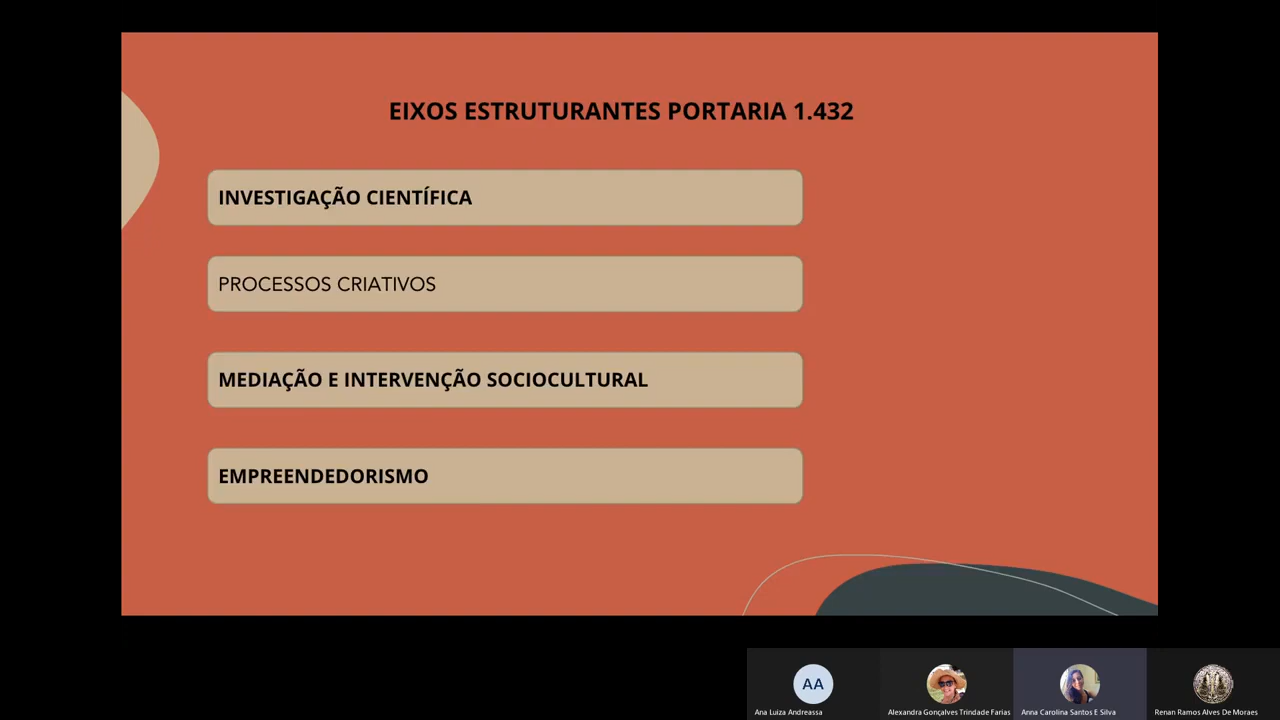 EIXOS ESTRUTURANTES PORTARIA 1.432
INVESTIGAÇÃO CIENTÍFICA
PROCESSOS CRIATIVOS
MEDIAÇÃO E INTERVENÇÃO SOCIOCULTURAL
EMPREENDEDORISMO
AA
Ana Luiza Andreassa
Alexandra Gonçalves Trindade Farias
Anna Carolina Santos E Silva
Renan Ramos Alves De Moraes